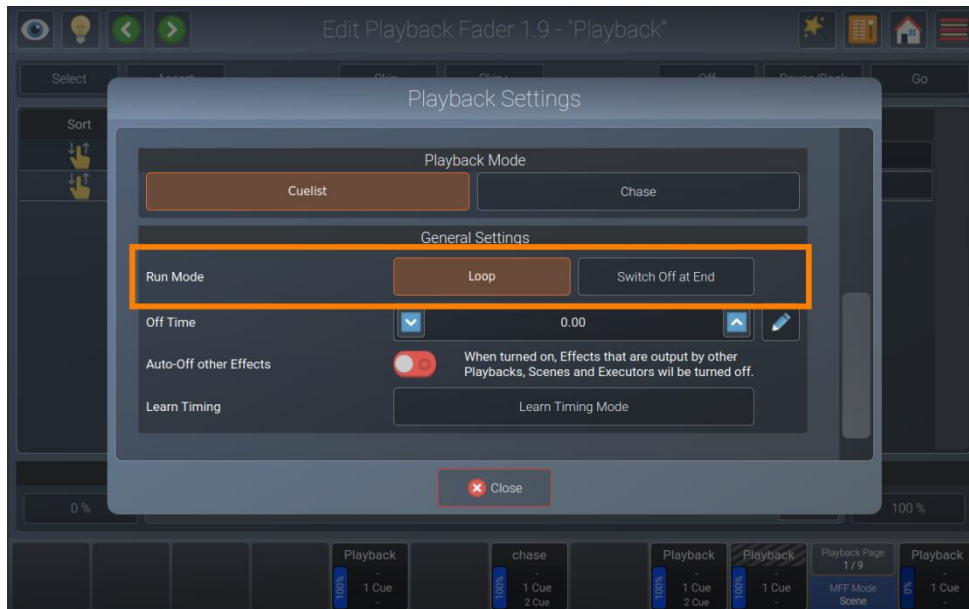 Edit Playback Fader 1.9 - "Playback"
Select
Off
Go
Playback Settings
Sort
Playback Mode
Cuelist
Chase
General Settings
Run Mode
Loop
Switch Off at End
Off Time
0.00
Auto-Off other Effects
When turned on, Effects that are output by other
Playbacks, Scenes and Executors wil be turned off.
Learn Timing
Learn Timing Mode
Close
0 %
100 %
Playback
-
100%
1 Cue
-
chase
-
100%
1 Cue
2 Cue
Playback
-
100%
1 Cue
2 Cue
Playback
-
100%
1 Cue
-
Playback Page
1 / 9
MFF Mode
Scene
Playback
-
0%
1 Cue
-